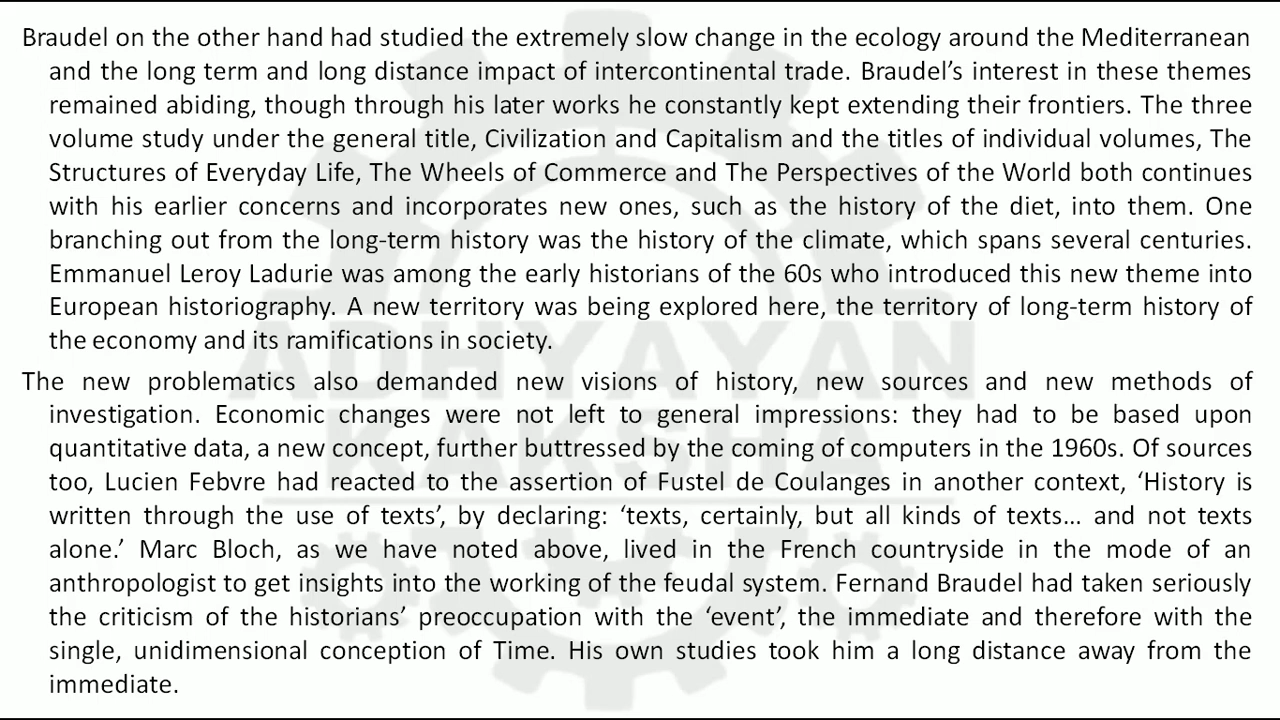 Braudel on the other hand had studied the extremely slow change in the ecology around the Mediterranean
and the long term and long distance impact of intercontinental trade. Braudel’s interest in these themes
remained abiding, though through his later works he constantly kept extending their frontiers. The three
volume study under the general title, Civilization and Capitalism and the titles of individual volumes, The
Structures of Everyday Life, The Wheels of Commerce and The Perspectives of the World both continues
with his earlier concerns and incorporates new ones, such as the history of the diet, into them. One
branching out from the long-term history was the history of the climate, which spans several centuries.
Emmanuel Leroy Ladurie was among the early historians of the 60s who introduced this new theme into
European historiography. A new territory was being explored here, the territory of long-term history of
the economy and its ramifications in society.
The new problematics also demanded new visions of history, new sources and new methods of
investigation. Economic changes were not left to general impressions: they had to be based upon
quantitative data, a new concept, further buttressed by the coming of computers in the 1960s. Of sources
too, Lucien Febvre had reacted to the assertion of Fustel de Coulanges in another context, ‘History is
written through the use of texts’, by declaring: ‘texts, certainly, but all kinds of texts… and not texts
alone.’ Marc Bloch, as we have noted above, lived in the French countryside in the mode of an
anthropologist to get insights into the working of the feudal system. Fernand Braudel had taken seriously
the criticism of the historians’ preoccupation with the ‘event’, the immediate and therefore with the
single, unidimensional conception of Time. His own studies took him a long distance away from the
immediate.
ADHYAYAN
KAKSHA